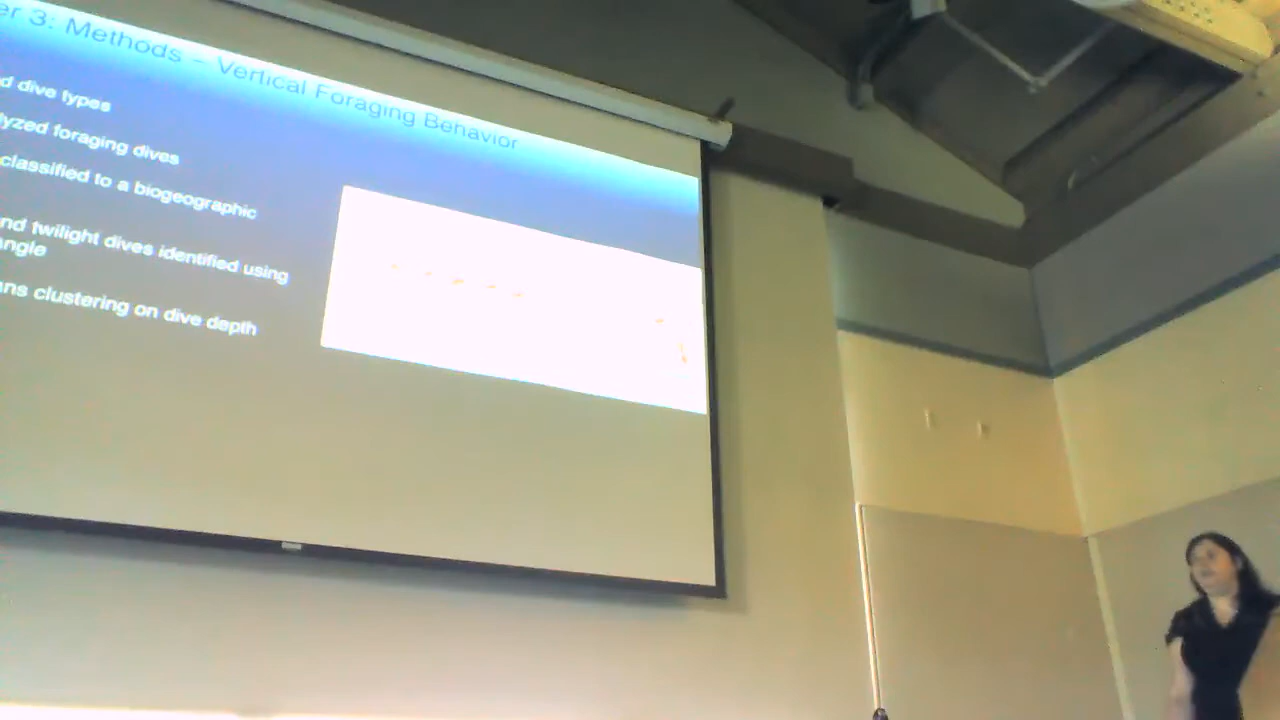 er 3: Methods – Vertical Foraging Behavior
d dive types
lyzed foraging dives
classified to a biogeographic
nd twilight dives identified using
angle
ns clustering on dive depth